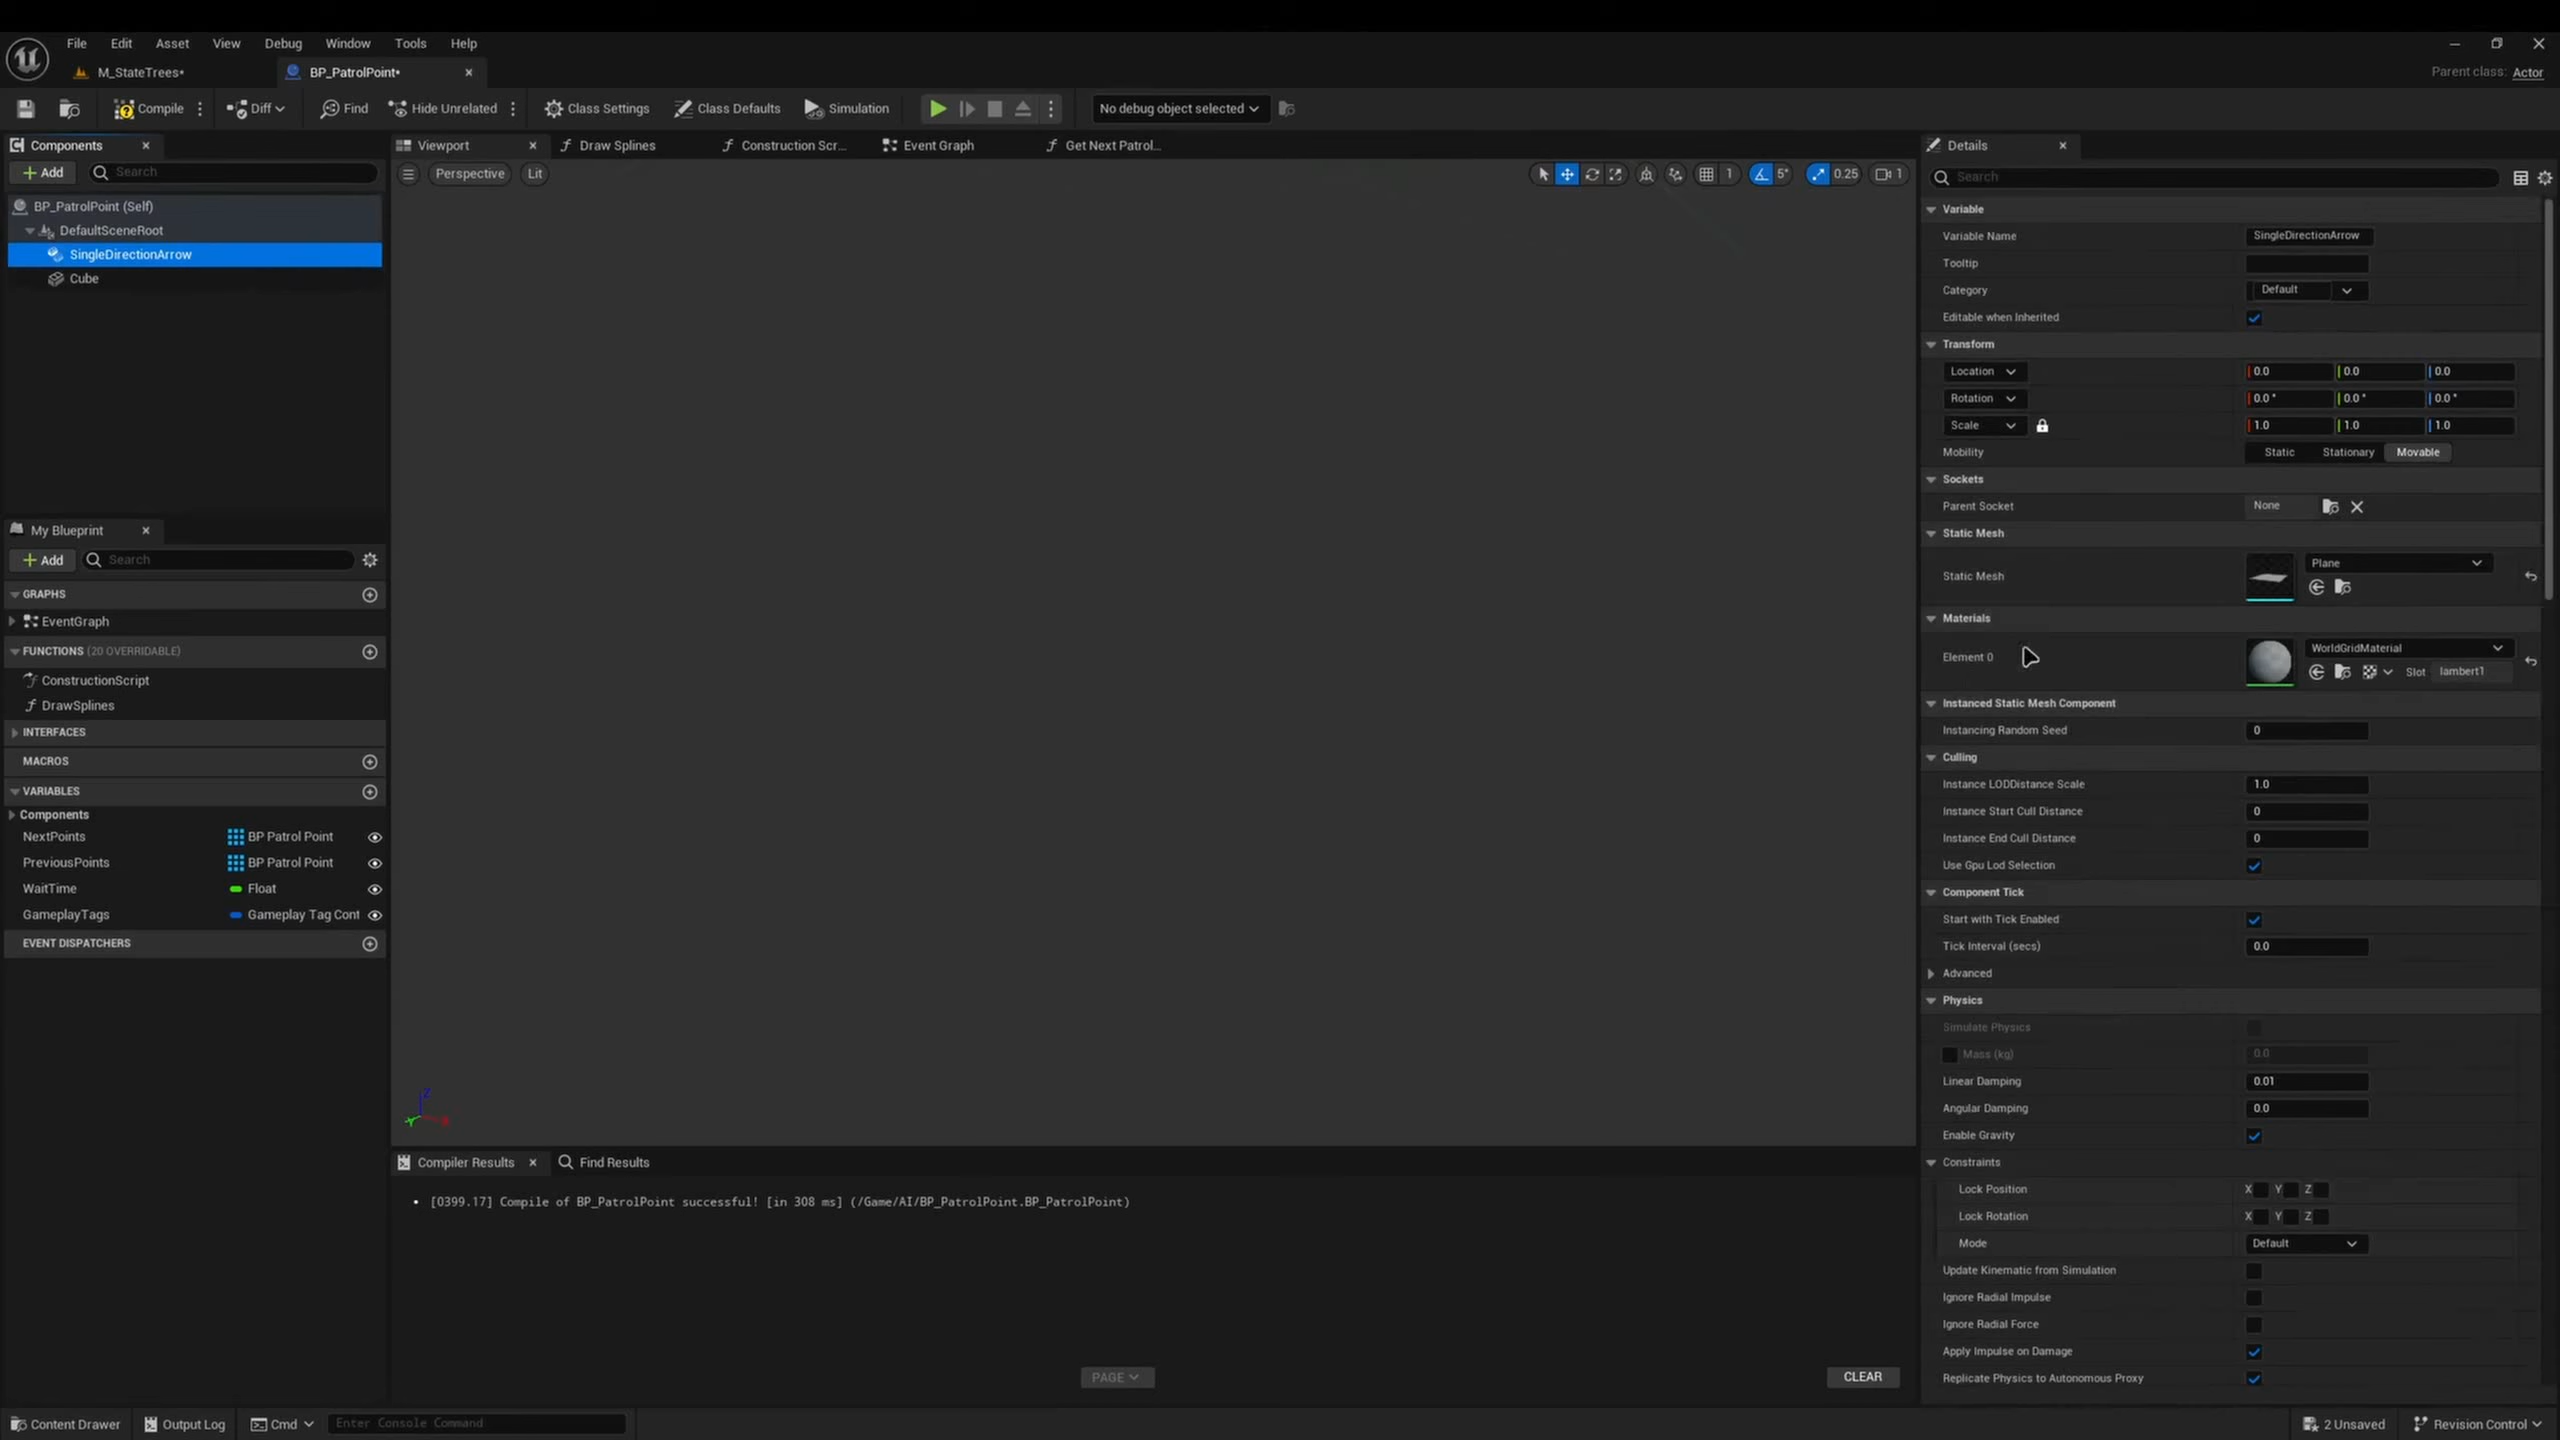 File Edit Asset View Debug Window Tools Help
M_StateTrees* BP_PatrolPoint* Parent class: Actor
Compile Diff Find Hide Unrelated Class Settings Class Defaults Simulation No debug object selected
Components
Add Search
BP_PatrolPoint (Self)
DefaultSceneRoot
SingleDirectionArrow
Cube
My Blueprint
Add Search
GRAPHS
EventGraph
FUNCTIONS (20 OVERRIDABLE)
ConstructionScript
DrawSplines
INTERFACES
MACROS
VARIABLES
Components
NextPoints BP Patrol Point
PreviousPoints BP Patrol Point
WaitTime Float
GameplayTags Gameplay Tag Cont
EVENT DISPATCHERS
Viewport Draw Splines Construction Scr... Event Graph Get Next Patrol...
Perspective Lit 1 5° 0.25 1
Z
Compiler Results Find Results
[0399.17] Compile of BP_PatrolPoint successful! [in 308 ms] (/Game/AI/BP_PatrolPoint.BP_PatrolPoint)
PAGE CLEAR
Details
Search
Variable
Variable Name SingleDirectionArrow
Tooltip
Category Default
Editable when Inherited
Transform
Location 0.0 0.0 0.0
Rotation 0.0 ° 0.0 ° 0.0 °
Scale 1.0 1.0 1.0
Mobility Static Stationary Movable
Sockets
Parent Socket None
Static Mesh
Static Mesh Plane
Materials
Element 0 WorldGridMaterial
Slot lambert1
Instanced Static Mesh Component
Instancing Random Seed 0
Culling
Instance LODDistance Scale 1.0
Instance Start Cull Distance 0
Instance End Cull Distance 0
Use Gpu Lod Selection
Component Tick
Start with Tick Enabled
Tick Interval (secs) 0.0
Advanced
Physics
Simulate Physics
Mass (kg) 0.0
Linear Damping 0.01
Angular Damping 0.0
Enable Gravity
Constraints
Lock Position X Y Z
Lock Rotation X Y Z
Mode Default
Update Kinematic from Simulation
Ignore Radial Impulse
Ignore Radial Force
Apply Impulse on Damage
Replicate Physics to Autonomous Proxy
Content Drawer Output Log Cmd Enter Console Command 2 Unsaved Revision Control